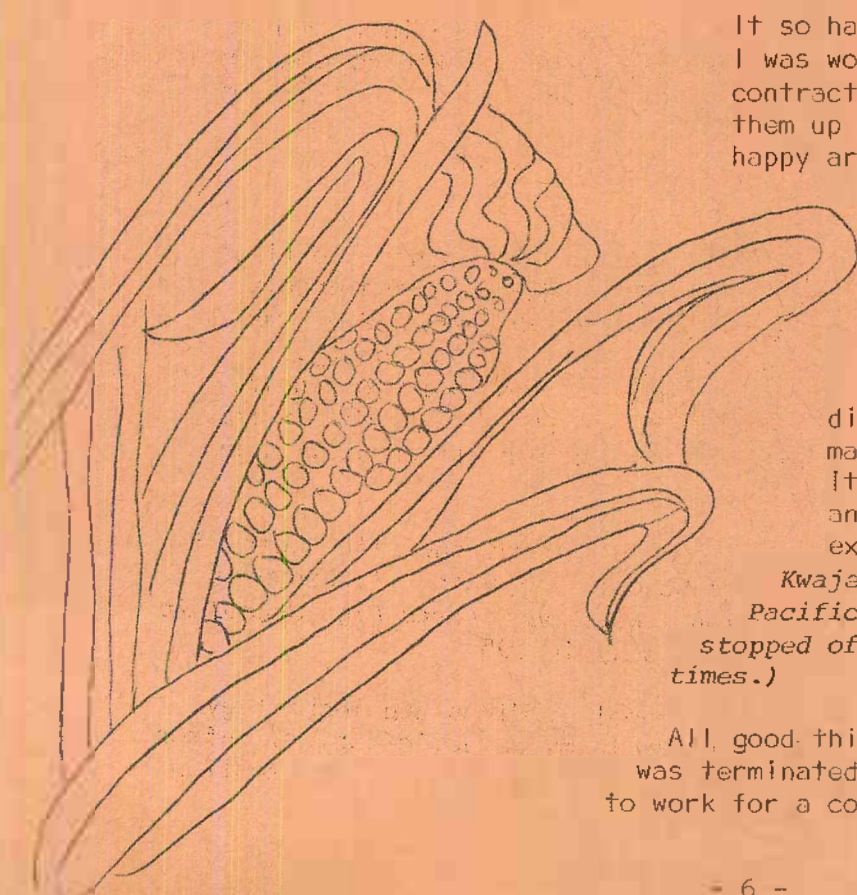 It so ha
I was wo
contract
them up
happy ar
di
ma
It
an
ex
Kwaja
Pacific
stopped of
times.)
All good thi
was terminated
to work for a co
- 6 -